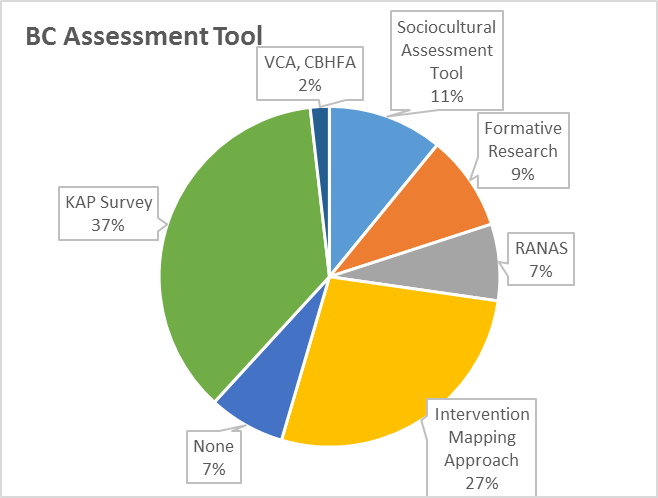 BC Assessment Tool
VCA, CBHFA
2%
Sociocultural
Assessment
Tool
11%
Formative
Research
9%
RANAS
7%
Intervention
Mapping
Approach
27%
None
7%
KAP Survey
37%